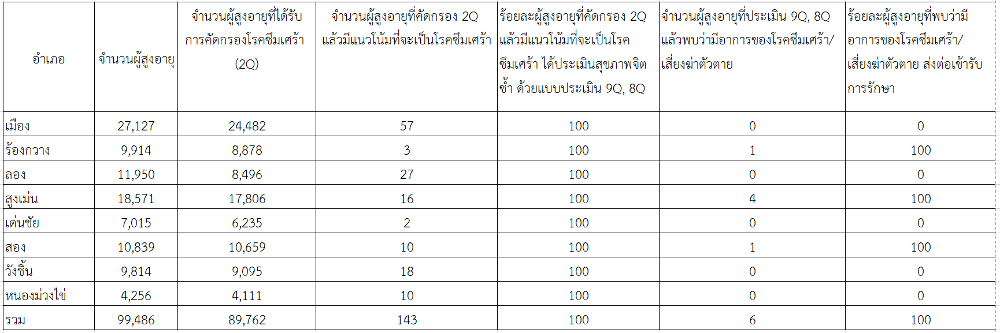 อำเภอ
จำนวนผู้สูงอายุ
จำนวนผู้สูงอายุที่ได้รับ
การคัดกรองโรคซึมเศร้า
(2Q)
จำนวนผู้สูงอายุที่คัดกรอง 2Q
แล้วมีแนวโน้มที่จะเป็นโรคซึมเศร้า
ร้อยละผู้สูงอายุที่คัดกรอง 2Q
แล้วมีแนวโน้มที่จะเป็นโรค
ซึมเศร้า ได้ประเมินสุขภาพจิต
ซ้ำ ด้วยแบบประเมิน 9Q, 8Q
จำนวนผู้สูงอายุที่ประเมิน 9Q, 8Q
แล้วพบว่ามีอาการของโรคซึมเศร้า/
เสี่ยงฆ่าตัวตาย
ร้อยละผู้สูงอายุที่พบว่ามี
อาการของโรคซึมเศร้า/
เสี่ยงฆ่าตัวตาย ส่งต่อเข้ารับ
การรักษา
เมือง 27,127 24,482 57 100 0 0
ร้องกวาง 9,914 8,878 3 100 1 100
ลอง 11,950 8,496 27 100 0 0
สูงเม่น 18,571 17,806 16 100 4 100
เด่นชัย 7,015 6,235 2 100 0 0
สอง 10,839 10,659 10 100 1 100
วังชิ้น 9,814 9,095 18 100 0 0
หนองม่วงไข่ 4,256 4,111 10 100 0 0
รวม 99,486 89,762 143 100 6 100